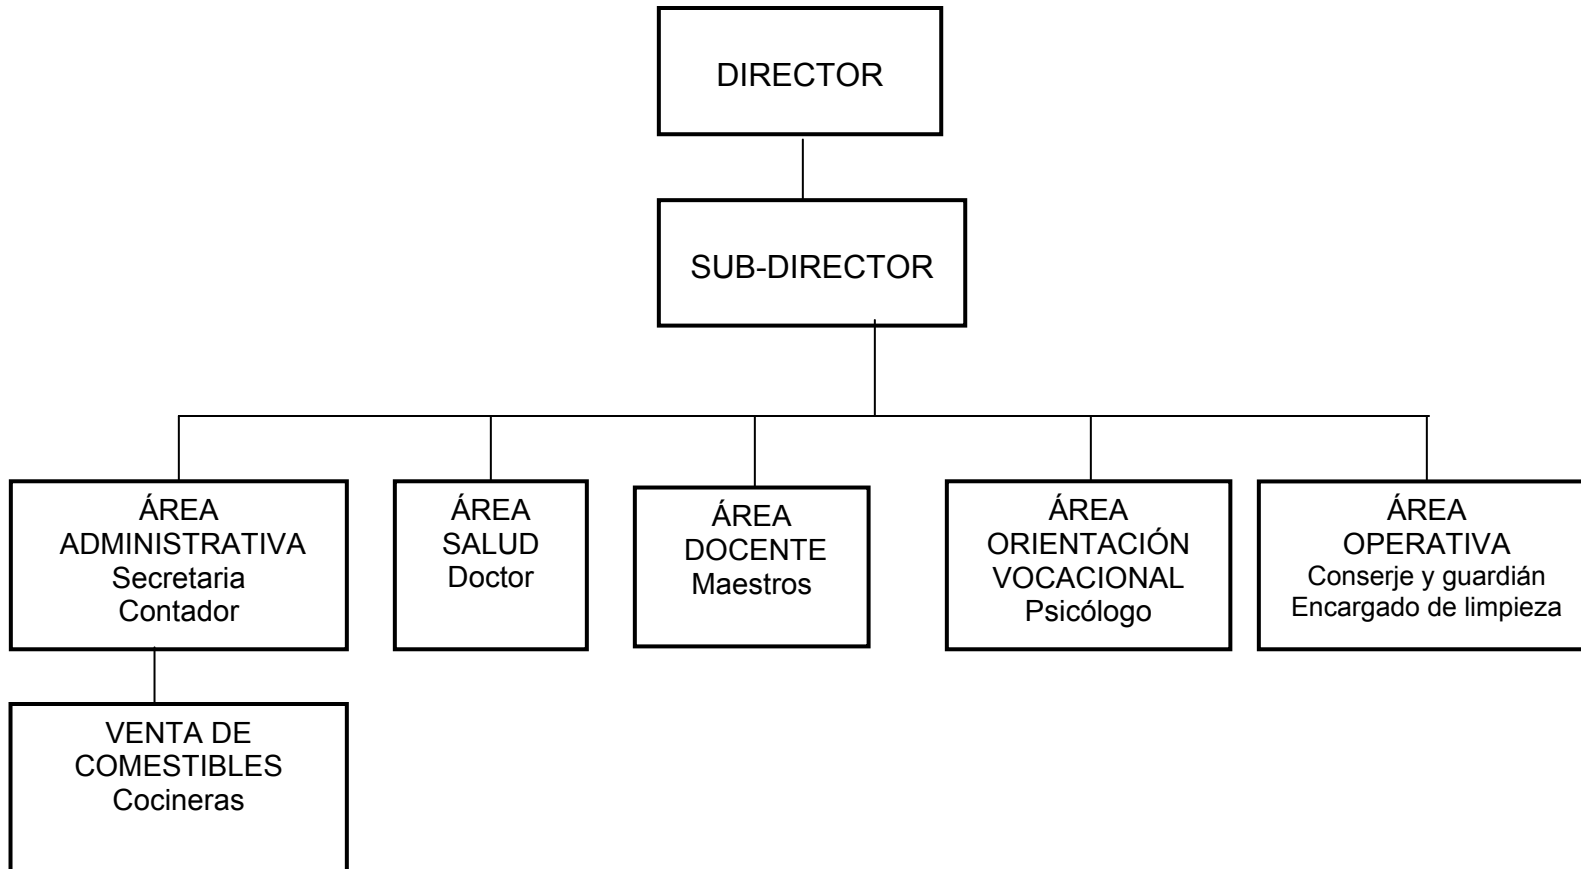 DIRECTOR
SUB-DIRECTOR
ÁREA
ADMINISTRATIVA
Secretaria
Contador
ÁREA
SALUD
Doctor
ÁREA
DOCENTE
Maestros
ÁREA
ORIENTACIÓN
VOCACIONAL
Psicólogo
ÁREA
OPERATIVA
Conserje y guardián
Encargado de limpieza
VENTA DE
COMESTIBLES
Cocineras